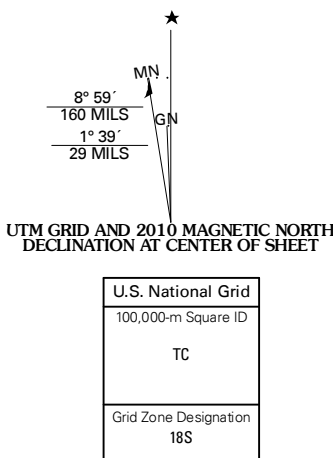 ★
MN
8° 59´
160 MILS
GN
1° 39´
29 MILS
UTM GRID AND 2010 MAGNETIC NORTH
DECLINATION AT CENTER OF SHEET
U.S. National Grid
100,000-m Square ID
TC
Grid Zone Designation
18S